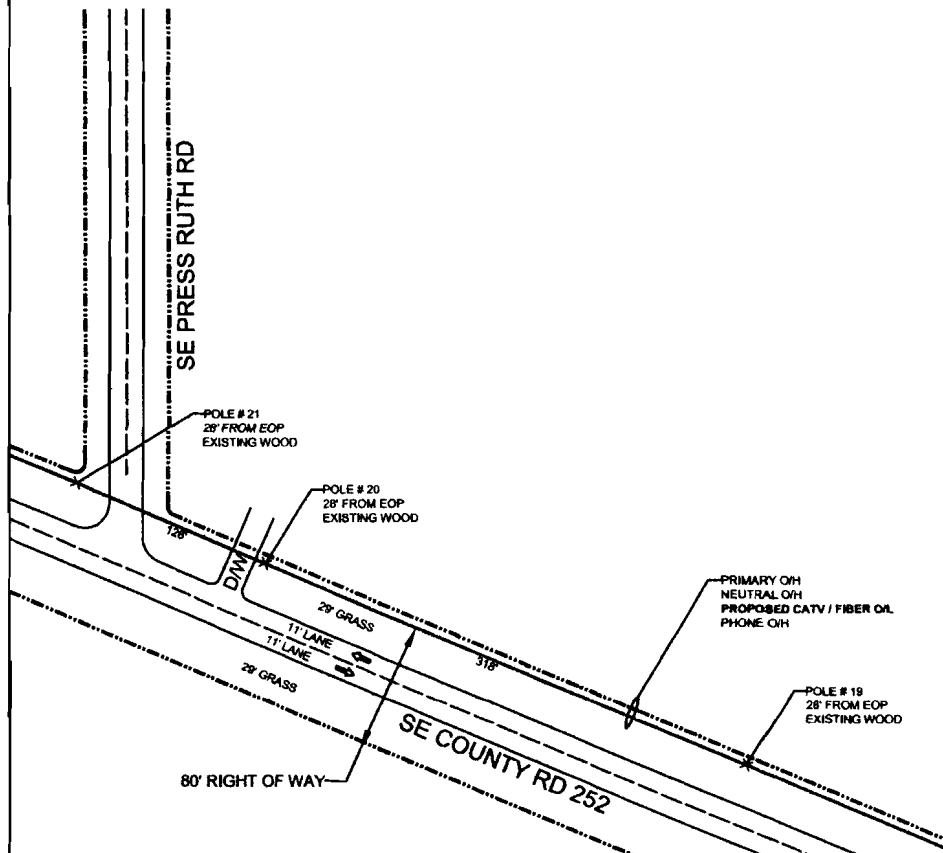 SE PRESS RUTH RD
POLE # 21
28' FROM EOP
EXISTING WOOD
POLE # 20
28' FROM EOP
EXISTING WOOD
128'
D/W
29' GRASS
11' LANE
11' LANE
29' GRASS
318'
PRIMARY O/H
NEUTRAL O/H
PROPOSED CATV / FIBER O/L
PHONE O/H
POLE # 19
28' FROM EOP
EXISTING WOOD
SE COUNTY RD 252
80' RIGHT OF WAY